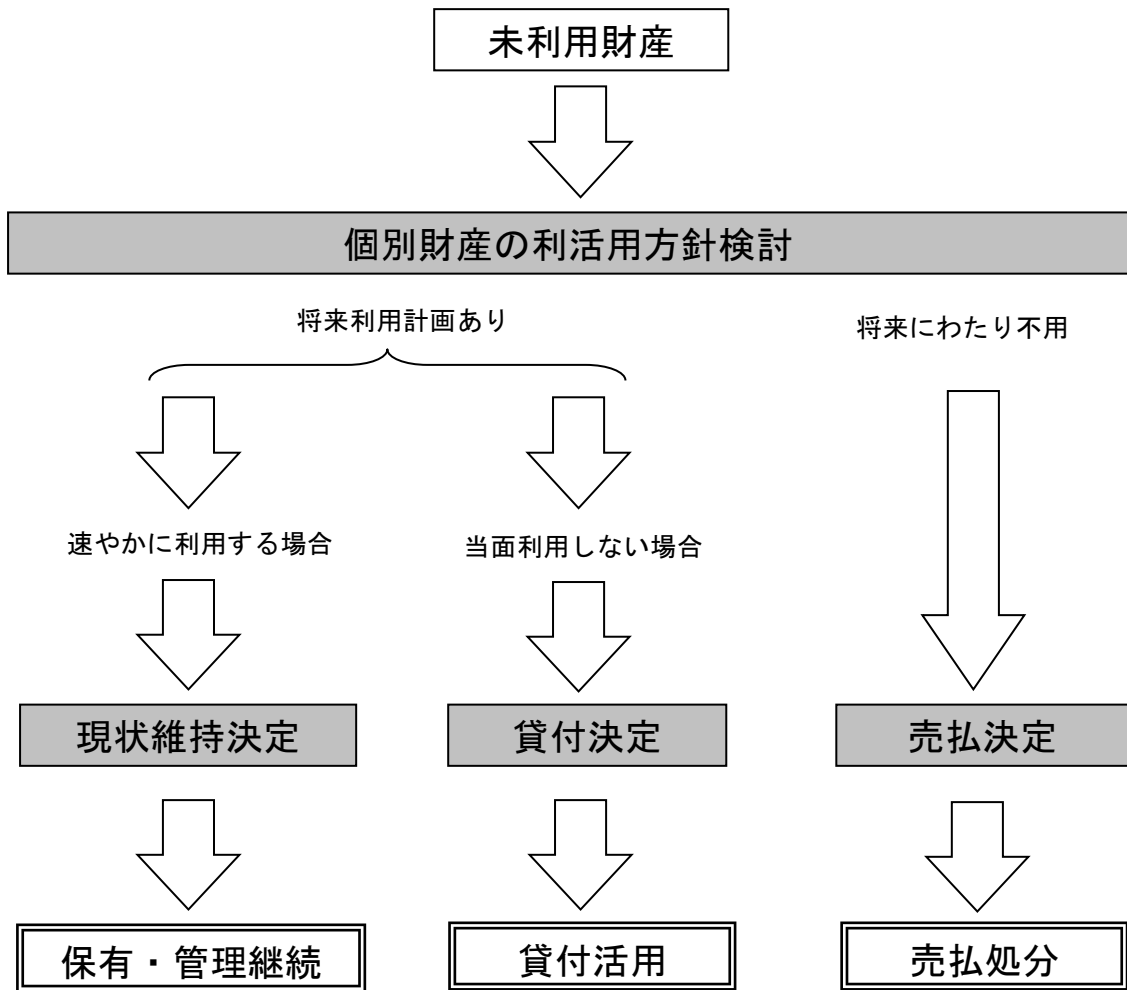 未利用財産
個別財産の利活用方針検討
将来利用計画あり
将来にわたり不用
速やかに利用する場合
当面利用しない場合
現状維持決定
貸付決定
売払決定
保有・管理継続
貸付活用
売払処分